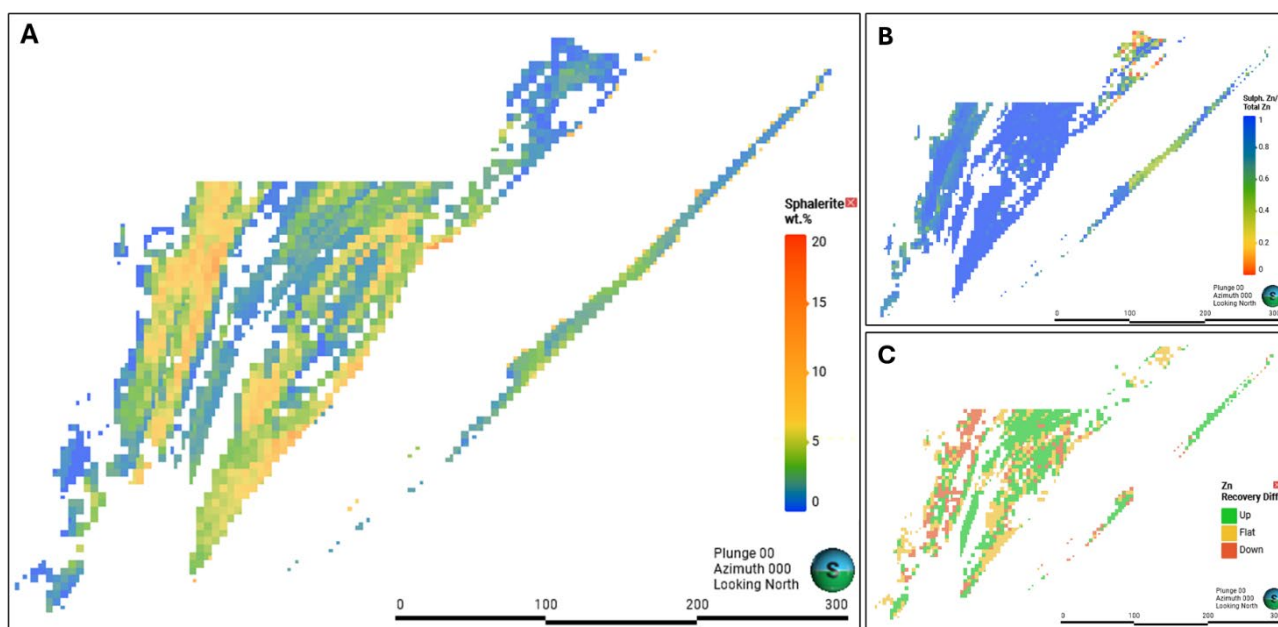 A
Sphalerite
wt.%
20
15
10
5
0
Plunge 00
Azimuth 000
Looking North
S
0 100 200 300
B
Sulph. Zn/
Total Zn
1
0.8
0.6
0.4
0.2
0
Plunge 00
Azimuth 000
Looking North
S
0 100 200 300
C
Zn
Recovery Diff
Up
Flat
Down
Plunge 00
Azimuth 000
Looking North
S
0 100 200